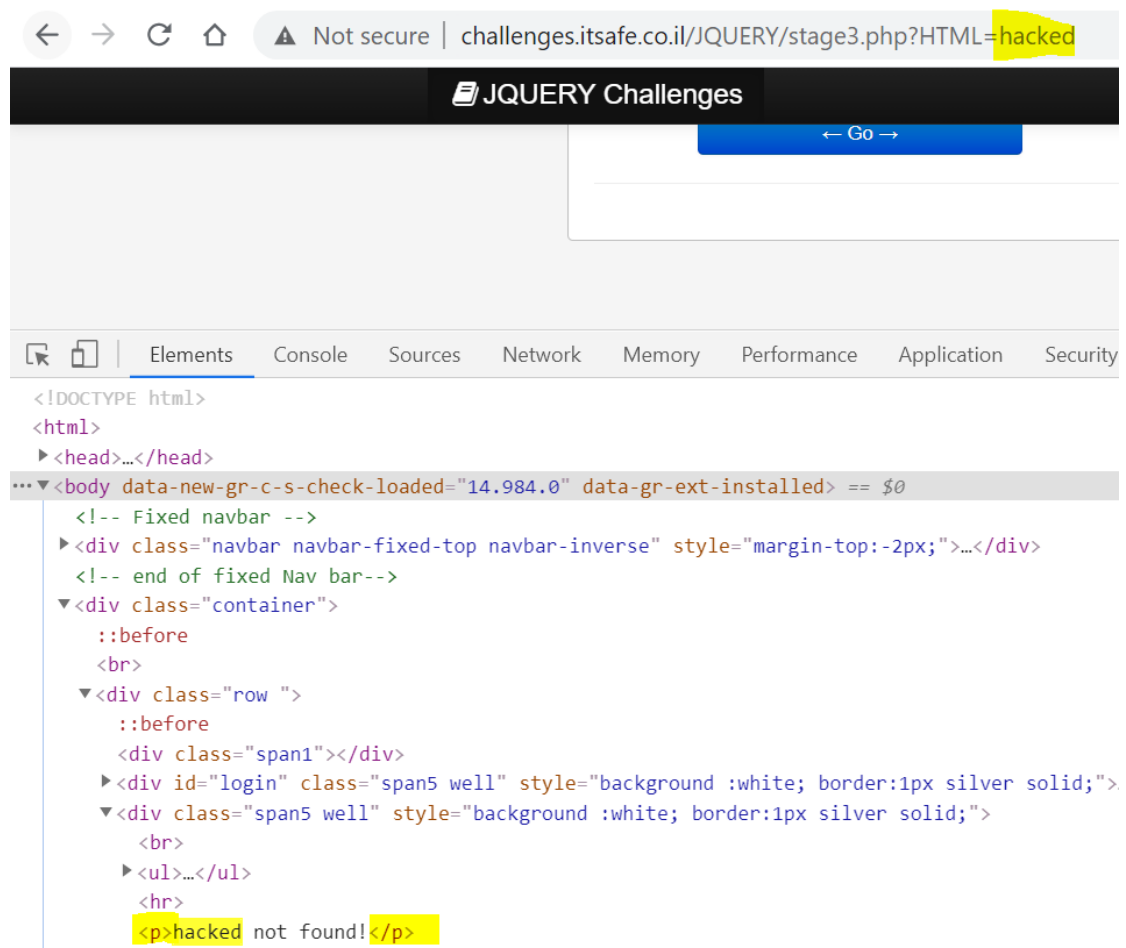 Not secure | challenges.itsafe.co.il/JQUERY/stage3.php?HTML=hacked
JQUERY Challenges
← Go →
Elements Console Sources Network Memory Performance Application Security
<!DOCTYPE html>
<html>
▶<head>…</head>
…▼<body data-new-gr-c-s-check-loaded="14.984.0" data-gr-ext-installed> == $0
<!-- Fixed navbar -->
▶<div class="navbar navbar-fixed-top navbar-inverse" style="margin-top:-2px;">…</div>
<!-- end of fixed Nav bar-->
▼<div class="container">
::before
<br>
▼<div class="row ">
::before
<div class="span1"></div>
▶<div id="login" class="span5 well" style="background :white; border:1px silver solid;">
▼<div class="span5 well" style="background :white; border:1px silver solid;">
<br>
▶<ul>…</ul>
<hr>
<p>hacked not found!</p>